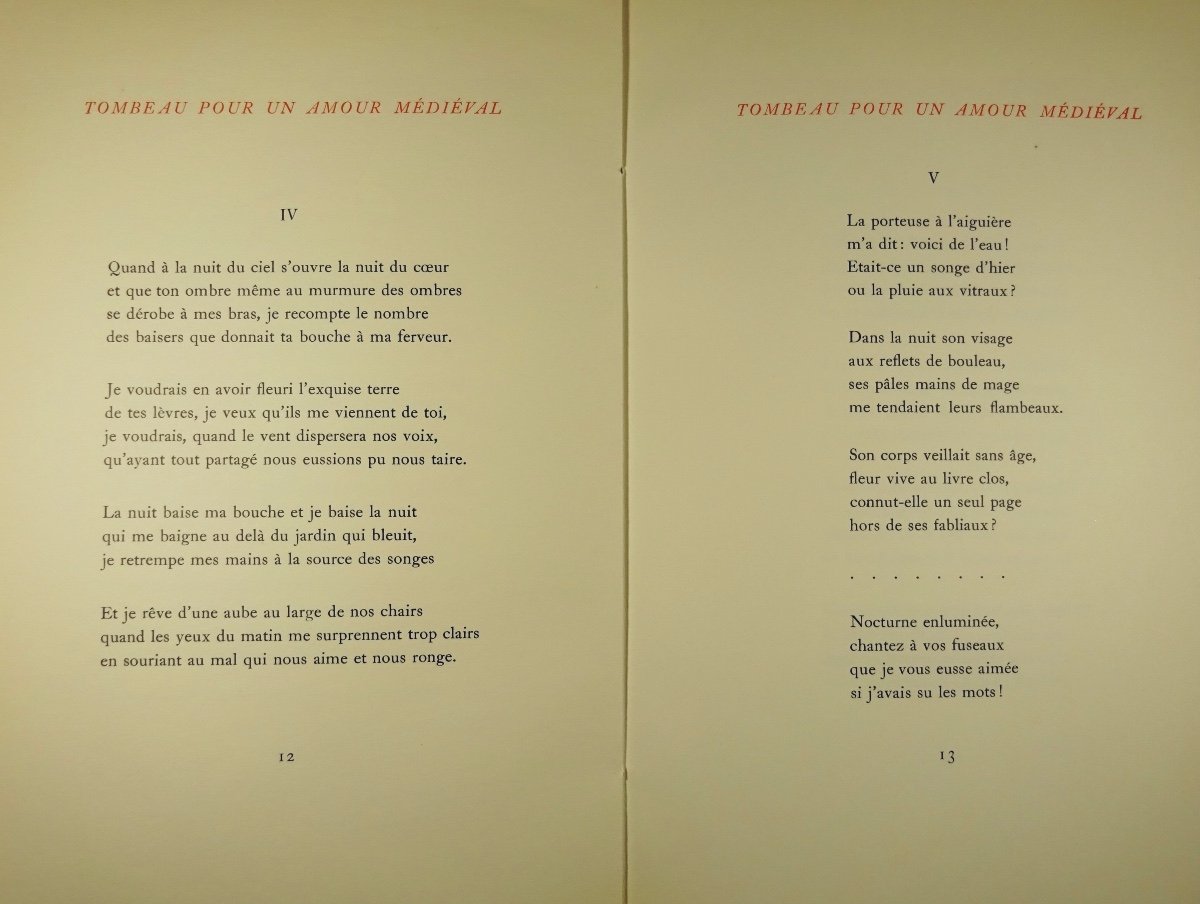 TOMBEAU POUR UN AMOUR MÉDIÉVAL
IV
Quand à la nuit du ciel s'ouvre la nuit du cœur
et que ton ombre même au murmure des ombres
se dérobe à mes bras, je recompte le nombre
des baisers que donnait ta bouche à ma ferveur.
Je voudrais en avoir fleuri l'exquise terre
de tes lèvres, je veux qu'ils me viennent de toi,
je voudrais, quand le vent dispersera nos voix,
qu'ayant tout partagé nous eussions pu nous taire.
La nuit baise ma bouche et je baise la nuit
qui me baigne au delà du jardin qui bleuit,
je retrempe mes mains à la source des songes
Et je rêve d'une aube au large de nos chairs
quand les yeux du matin me surprennent trop clairs
en souriant au mal qui nous aime et nous ronge.
12
TOMBEAU POUR UN AMOUR MÉDIÉVAL
V
La porteuse à l'aiguière
m'a dit: voici de l'eau!
Etait-ce un songe d'hier
ou la pluie aux vitraux?
Dans la nuit son visage
aux reflets de bouleau,
ses pâles mains de mage
me tendaient leurs flambeaux.
Son corps veillait sans âge,
fleur vive au livre clos,
connut-elle un seul page
hors de ses fabliaux?
. . . . . . . .
Nocturne enluminée,
chantez à vos fuseaux
que je vous eusse aimée
si j'avais su les mots!
13